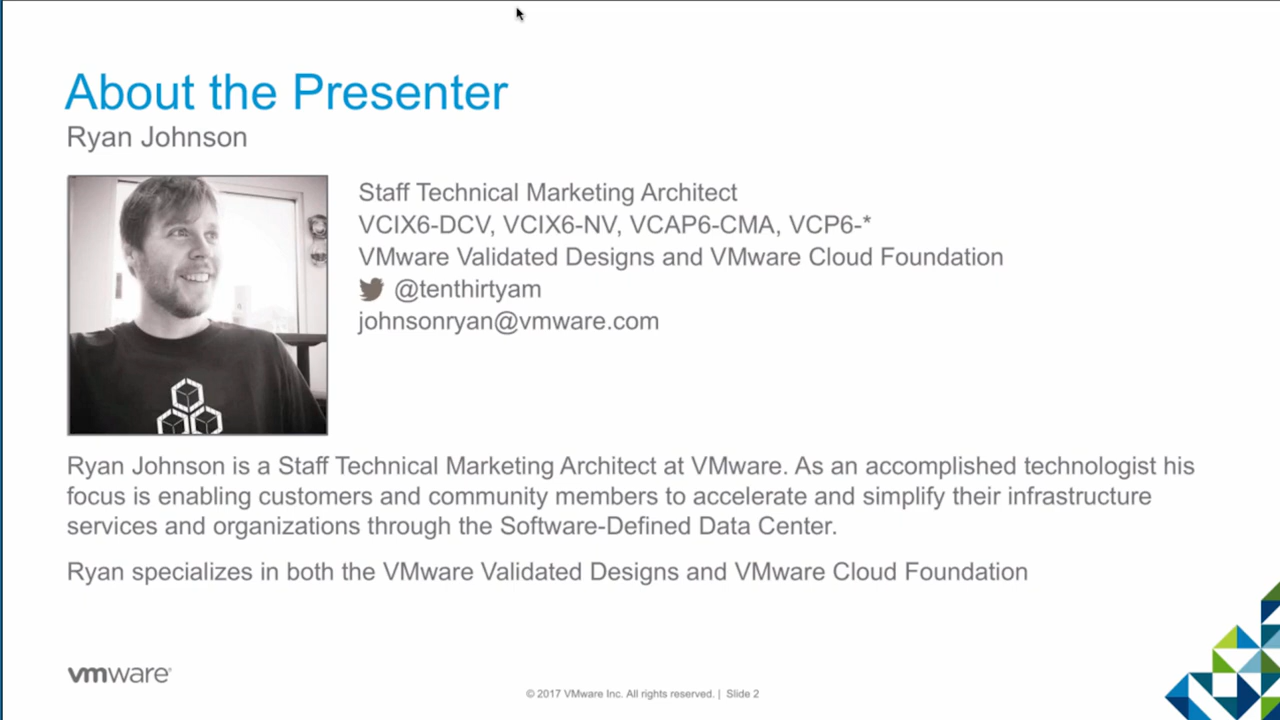 About the Presenter
Ryan Johnson
Staff Technical Marketing Architect
VCIX6-DCV, VCIX6-NV, VCAP6-CMA, VCP6-*
VMware Validated Designs and VMware Cloud Foundation
@tenthirtyam
johnsonryan@vmware.com
Ryan Johnson is a Staff Technical Marketing Architect at VMware. As an accomplished technologist his
focus is enabling customers and community members to accelerate and simplify their infrastructure
services and organizations through the Software-Defined Data Center.
Ryan specializes in both the VMware Validated Designs and VMware Cloud Foundation
vmware®
© 2017 VMware Inc. All rights reserved. | Slide 2